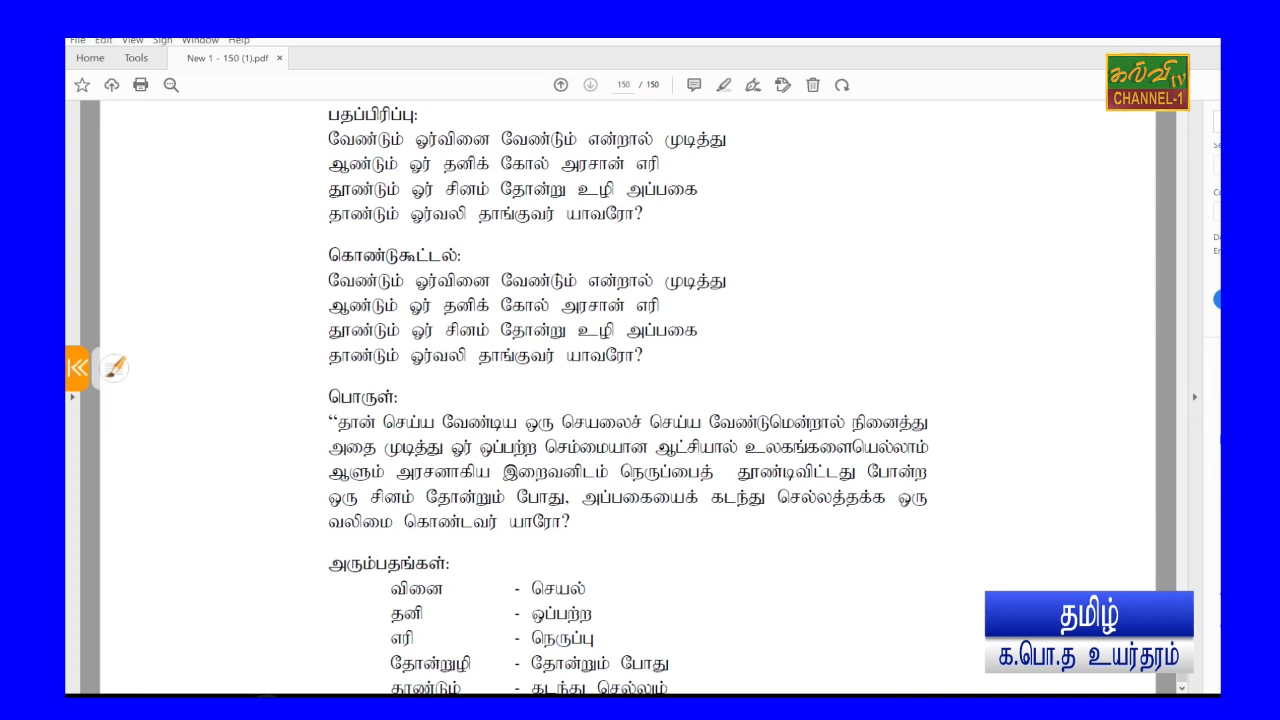 File Edit View Sign Window Help
Home Tools New 1 - 150 (1).pdf ×
150 / 150
கல்வி TV
CHANNEL-1
பதப்பிரிப்பு:
வேண்டும் ஓர்வினை வேண்டும் என்றால் முடித்து
ஆண்டும் ஓர் தனிக் கோல் அரசான் எரி
தூண்டும் ஓர் சினம் தோன்று உழி அப்பகை
தாண்டும் ஓர்வலி தாங்குவர் யாவரோ?
கொண்டுகூட்டல்:
வேண்டும் ஓர்வினை வேண்டும் என்றால் முடித்து
ஆண்டும் ஓர் தனிக் கோல் அரசான் எரி
தூண்டும் ஓர் சினம் தோன்று உழி அப்பகை
தாண்டும் ஓர்வலி தாங்குவர் யாவரோ?
பொருள்:
“தான் செய்ய வேண்டிய ஒரு செயலைச் செய்ய வேண்டுமென்றால் நினைத்து
அதை முடித்து ஓர் ஒப்பற்ற செம்மையான ஆட்சியால் உலகங்களையெல்லாம்
ஆளும் அரசனாகிய இறைவனிடம் நெருப்பைத் தூண்டிவிட்டது போன்ற
ஒரு சினம் தோன்றும் போது, அப்பகையைக் கடந்து செல்லத்தக்க ஒரு
வலிமை கொண்டவர் யாரோ?
அரும்பதங்கள்:
வினை - செயல்
தனி - ஒப்பற்ற
எரி - நெருப்பு
தோன்றுழி - தோன்றும் போது
தாண்டும் - கடந்து செல்லும்
தமிழ்
க.பொ.த உயர்தரம்